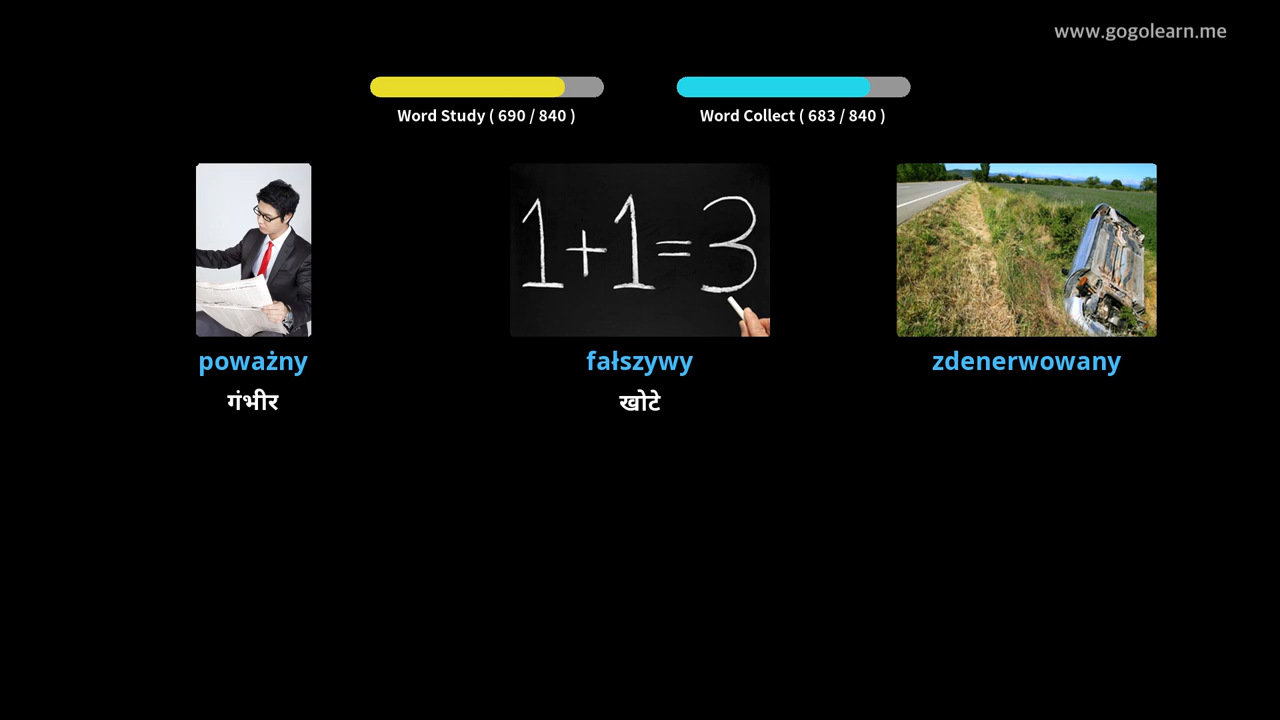 www.gogolearn.me
Word Study ( 690 / 840 )
Word Collect ( 683 / 840 )
1+1=3
poważny
fałszywy
zdenerwowany
गंभीर
खोटे